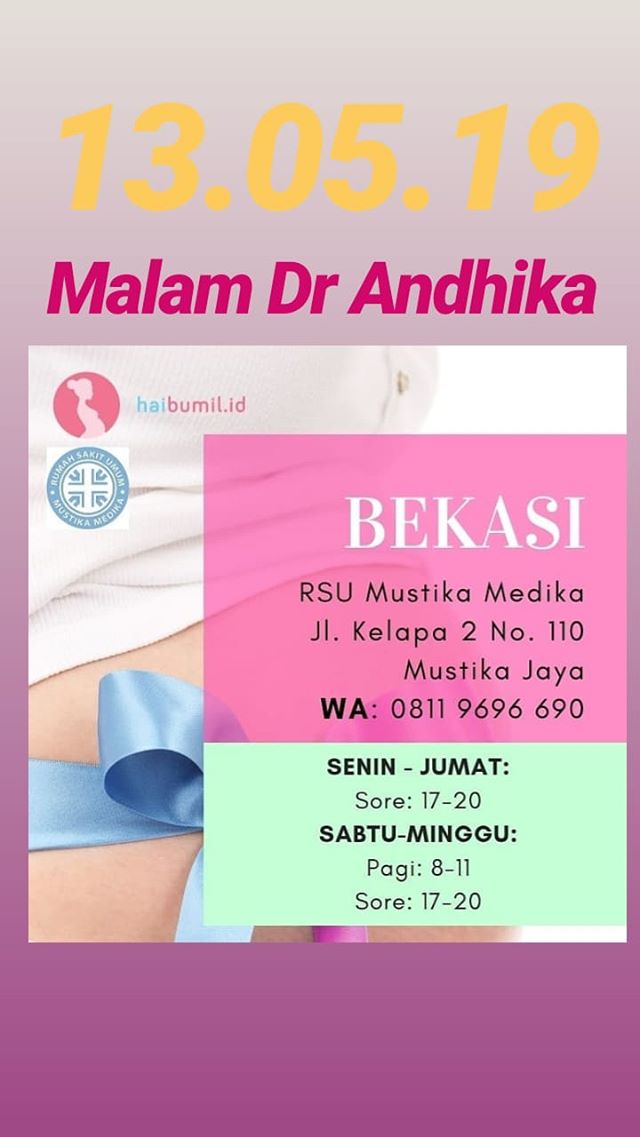 13.05.19
Malam Dr Andhika
haibumil.id
RUMAH SAKIT UMUM
MUSTIKA MEDIKA
BEKASI
RSU Mustika Medika
Jl. Kelapa 2 No. 110
Mustika Jaya
WA: 0811 9696 690
SENIN - JUMAT:
Sore: 17-20
SABTU-MINGGU:
Pagi: 8-11
Sore: 17-20